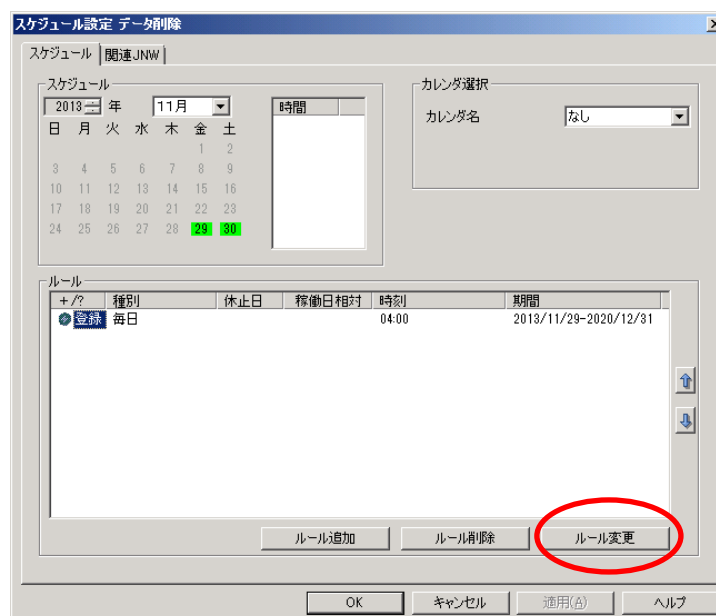 スケジュール設定 データ削除
スケジュール 関連JNW
スケジュール
2013 年 11月
日 月 火 水 木 金 土
1 2
3 4 5 6 7 8 9
10 11 12 13 14 15 16
17 18 19 20 21 22 23
24 25 26 27 28 29 30
時間
カレンダ選択
カレンダ名 なし
ルール
+/? 種別 休止日 稼働日相対 時刻 期間
登録 毎日 04:00 2013/11/29-2020/12/31
ルール追加 ルール削除 ルール変更
OK キャンセル 適用(A) ヘルプ